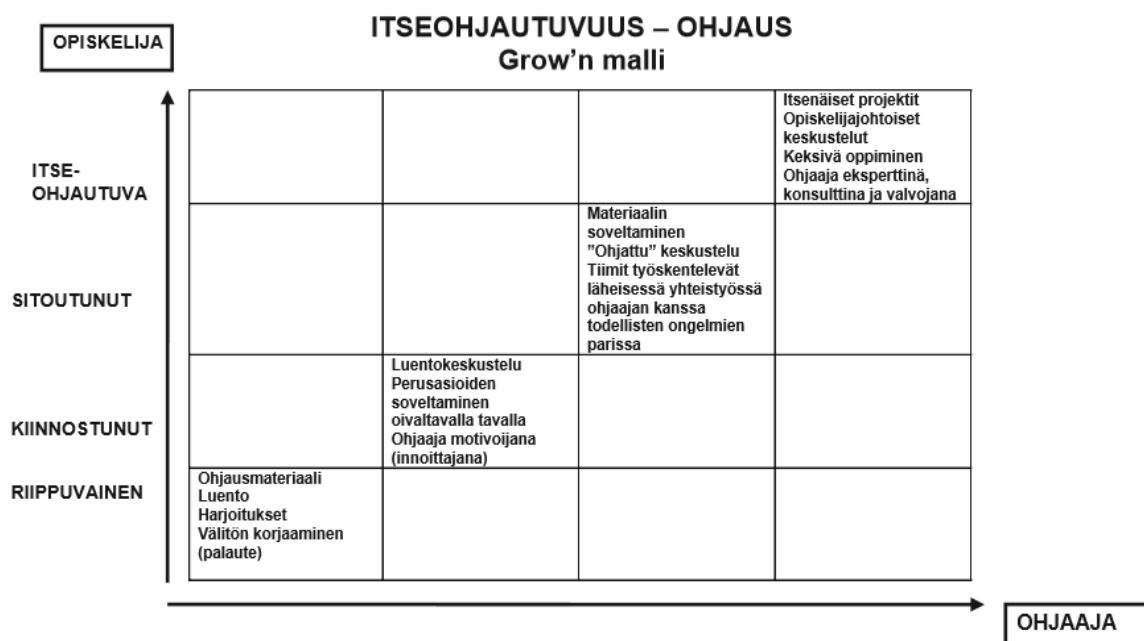 OPISKELIJA
ITSEOHJAUTUVUUS – OHJAUS
Grow’n malli
ITSE-
OHJAUTUVA
Itsenäiset projektit
Opiskelijajohtoiset
keskustelut
Keksivä oppiminen
Ohjaaja eksperttinä,
konsulttina ja valvojana
SITOUTUNUT
Materiaalin
soveltaminen
”Ohjattu” keskustelu
Tiimit työskentelevät
läheisessä yhteistyössä
ohjaajan kanssa
todellisten ongelmien
parissa
KIINNOSTUNUT
Luentokeskustelu
Perusasioiden
soveltaminen
oivaltavalla tavalla
Ohjaaja motivoijana
(innoittajana)
RIIPPUVAINEN
Ohjausmateriaali
Luento
Harjoitukset
Välitön korjaaminen
(palaute)
OHJAAJA